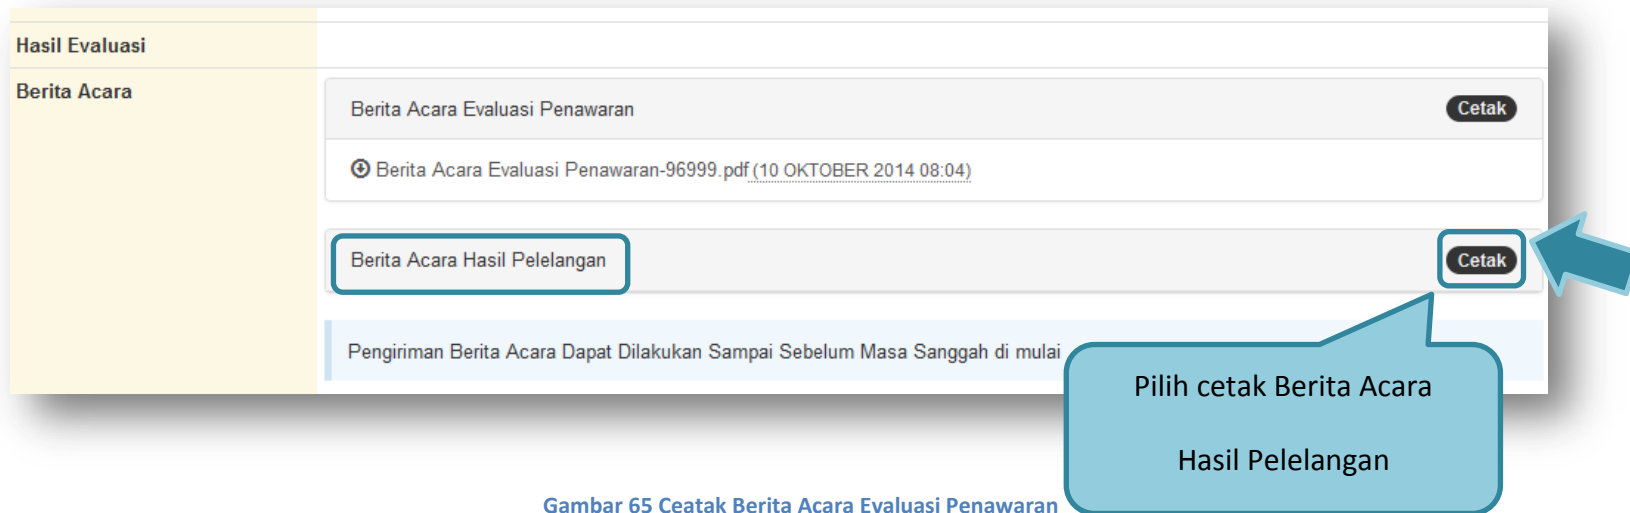 Hasil Evaluasi
Berita Acara
Berita Acara Evaluasi Penawaran
Cetak
Berita Acara Evaluasi Penawaran-96999.pdf (10 OKTOBER 2014 08:04)
Berita Acara Hasil Pelelangan
Cetak
Pengiriman Berita Acara Dapat Dilakukan Sampai Sebelum Masa Sanggah di mulai
Pilih cetak Berita Acara
Hasil Pelelangan
Gambar 65 Ceatak Berita Acara Evaluasi Penawaran